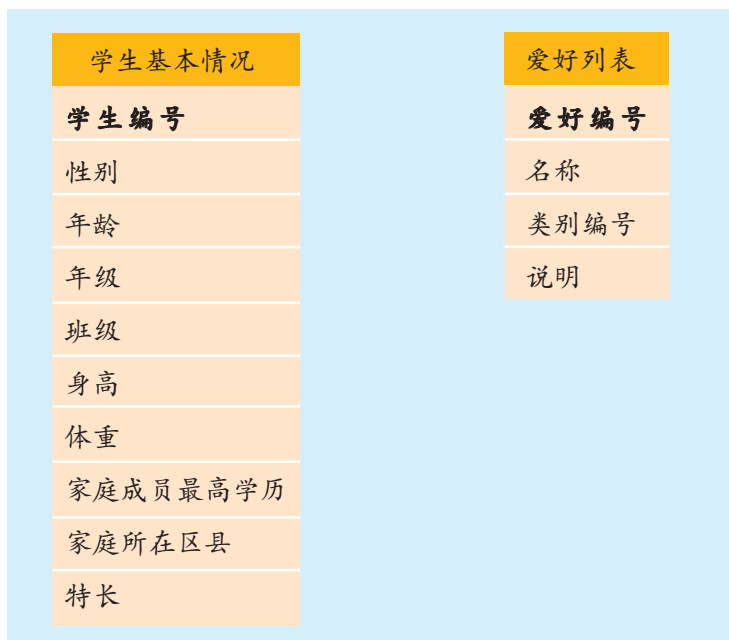 学生基本情况
学生编号
性别
年龄
年级
班级
身高
体重
家庭成员最高学历
家庭所在区县
特长
爱好列表
爱好编号
名称
类别编号
说明